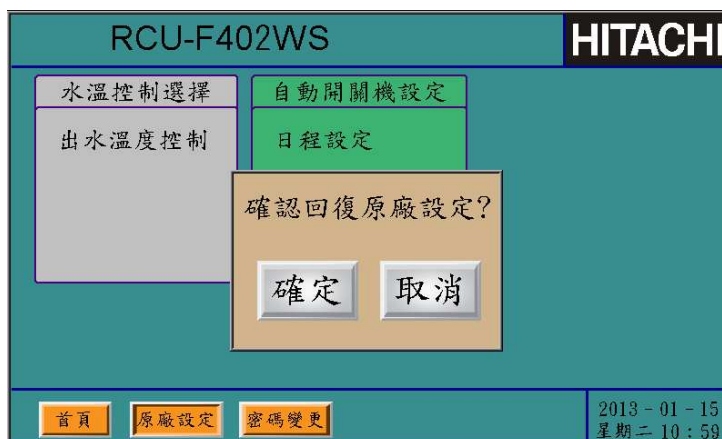 RCU-F402WS
HITACHI
水溫控制選擇
自動開關機設定
出水溫度控制
日程設定
確認回復原廠設定?
確定
取消
首頁
原廠設定
密碼變更
2013-01-15
星期二 10:59